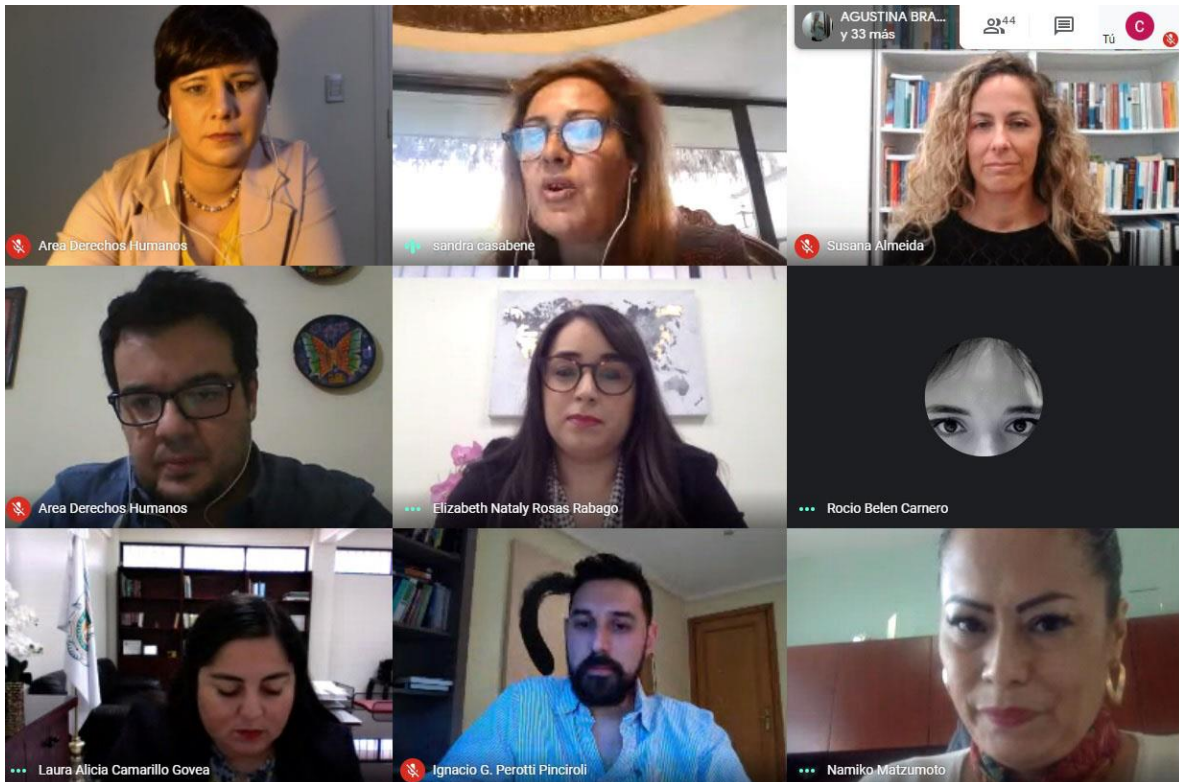 AGUSTINA BRA...
y 33 más
44
Tú
C
Area Derechos Humanos
sandra casabene
Susana Almeida
Area Derechos Humanos
Elizabeth Nataly Rosas Rabago
Rocio Belen Carnero
Laura Alicia Camarillo Govea
Ignacio G. Perotti Pinciroli
Namiko Matzumoto